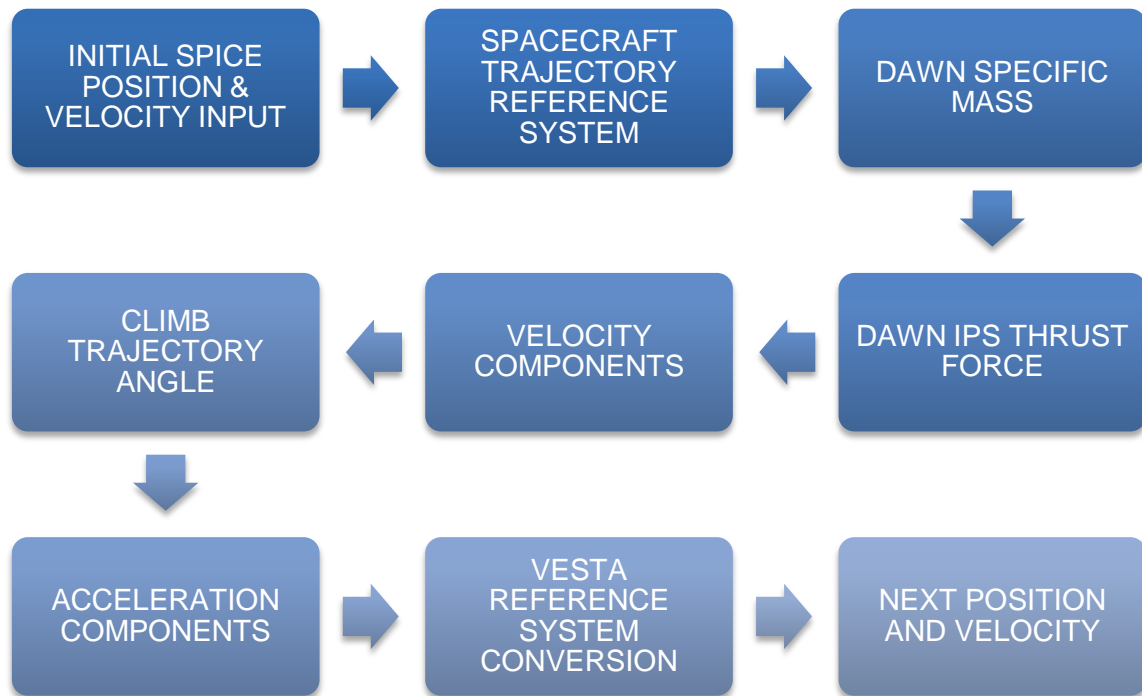 INITIAL SPICE
POSITION &
VELOCITY INPUT
SPACECRAFT
TRAJECTORY
REFERENCE
SYSTEM
DAWN SPECIFIC
MASS
DAWN IPS THRUST
FORCE
VELOCITY
COMPONENTS
CLIMB
TRAJECTORY
ANGLE
ACCELERATION
COMPONENTS
VESTA
REFERENCE
SYSTEM
CONVERSION
NEXT POSITION
AND VELOCITY